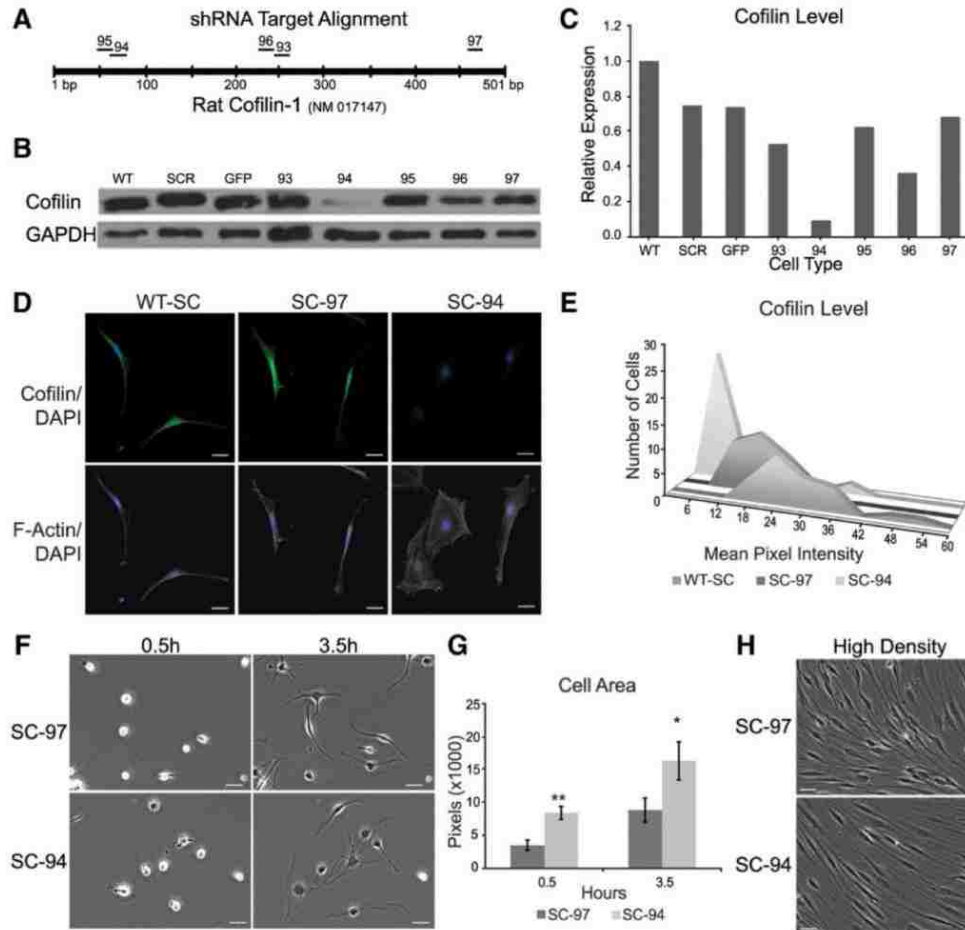 A
shRNA Target Alignment
95 94 96 93 97
1 bp 100 200 300 400 501 bp
Rat Cofilin-1 (NM 017147)
B
WT SCR GFP 93 94 95 96 97
Cofilin
GAPDH
C
Cofilin Level
Relative Expression
1.2
1.0
0.8
0.6
0.4
0.2
0.0
WT SCR GFP 93 94 95 96 97
Cell Type
D
WT-SC SC-97 SC-94
Cofilin/
DAPI
F-Actin/
DAPI
E
Cofilin Level
Number of Cells
30
25
20
15
10
5
0
6 12 18 24 30 36 42 48 54 60
Mean Pixel Intensity
WT-SC SC-97 SC-94
F
0.5h 3.5h
SC-97
SC-94
G
Cell Area
Pixels (x1000)
25
20
15
10
5
0
** *
0.5 3.5
Hours
SC-97 SC-94
H
High Density
SC-97
SC-94